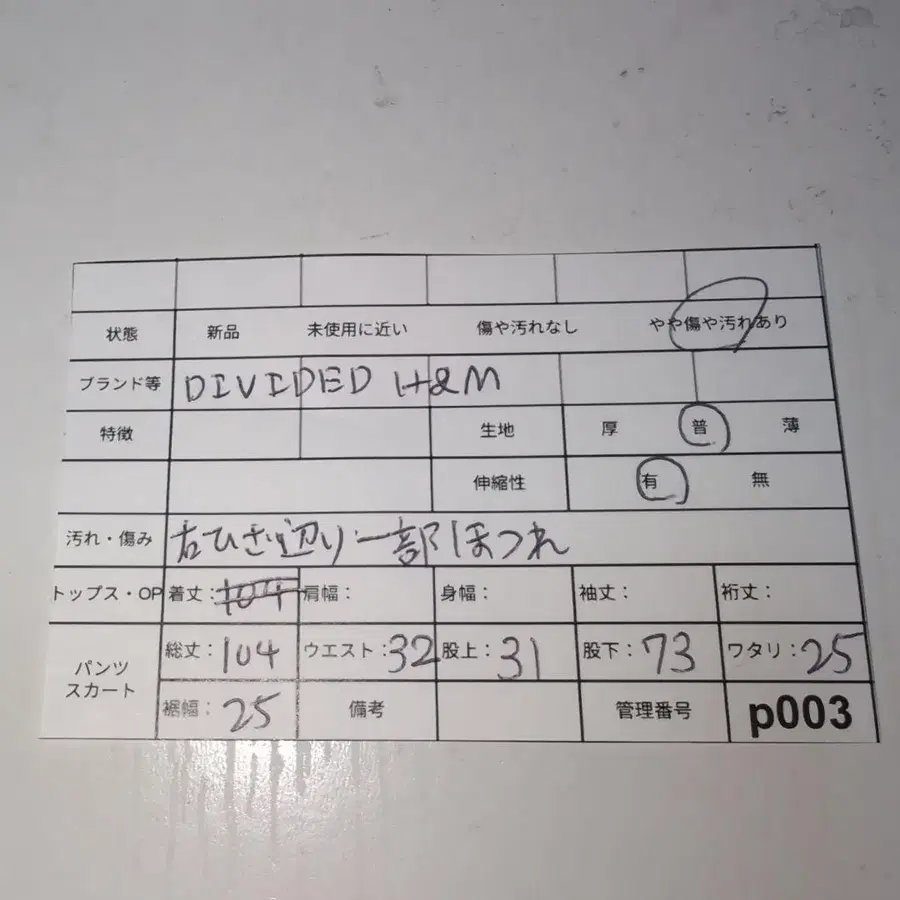 状態 新品 未使用に近い 傷や汚れなし やや傷や汚れあり
ブランド等 DIVIDED H&M
特徴 生地 厚 普 薄
伸縮性 有 無
汚れ・傷み 右ひざ辺り一部ほつれ
トップス・OP 着丈：104 肩幅： 身幅： 袖丈： 裄丈：
パンツ スカート 総丈：104 ウエスト：32 股上：31 股下：73 ワタリ：25
裾幅：25 備考 管理番号 p003